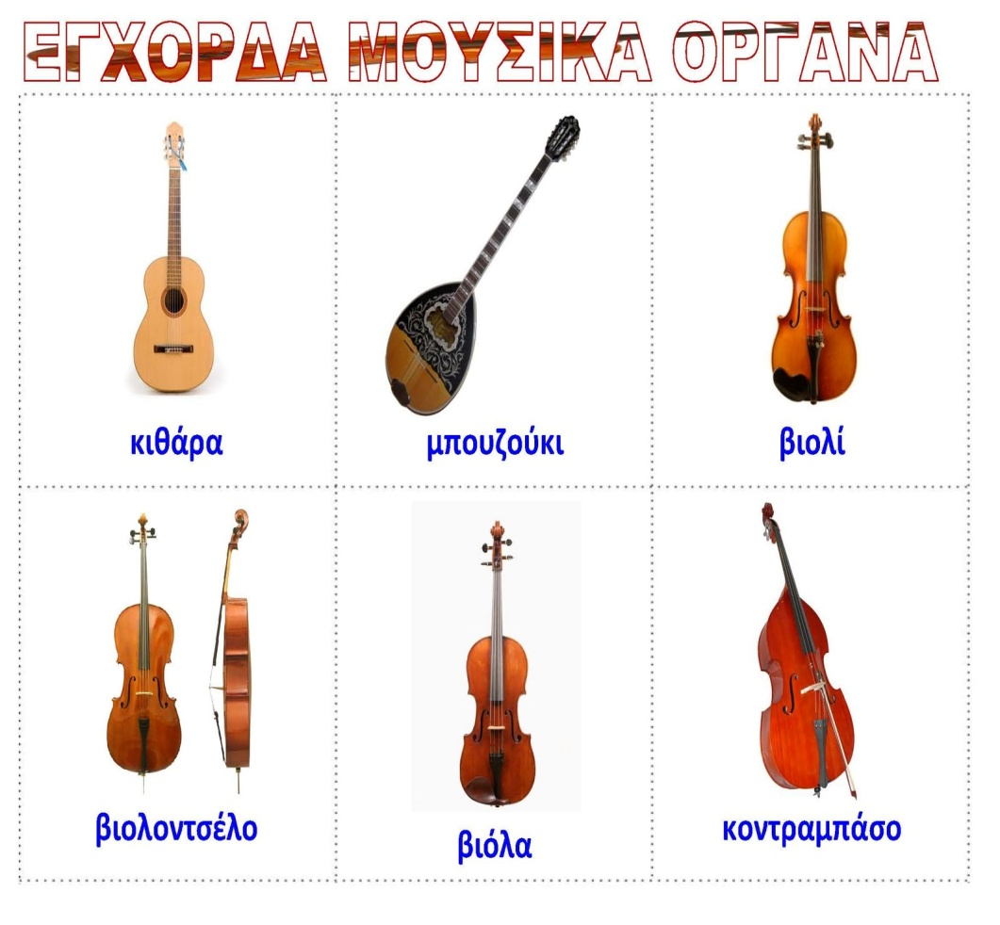 ΕΓΧΟΡΔΑ ΜΟΥΣΙΚΑ ΟΡΓΑΝΑ
κιθάρα
μπουζούκι
βιολί
βιολοντσέλο
βιόλα
κοντραμπάσο